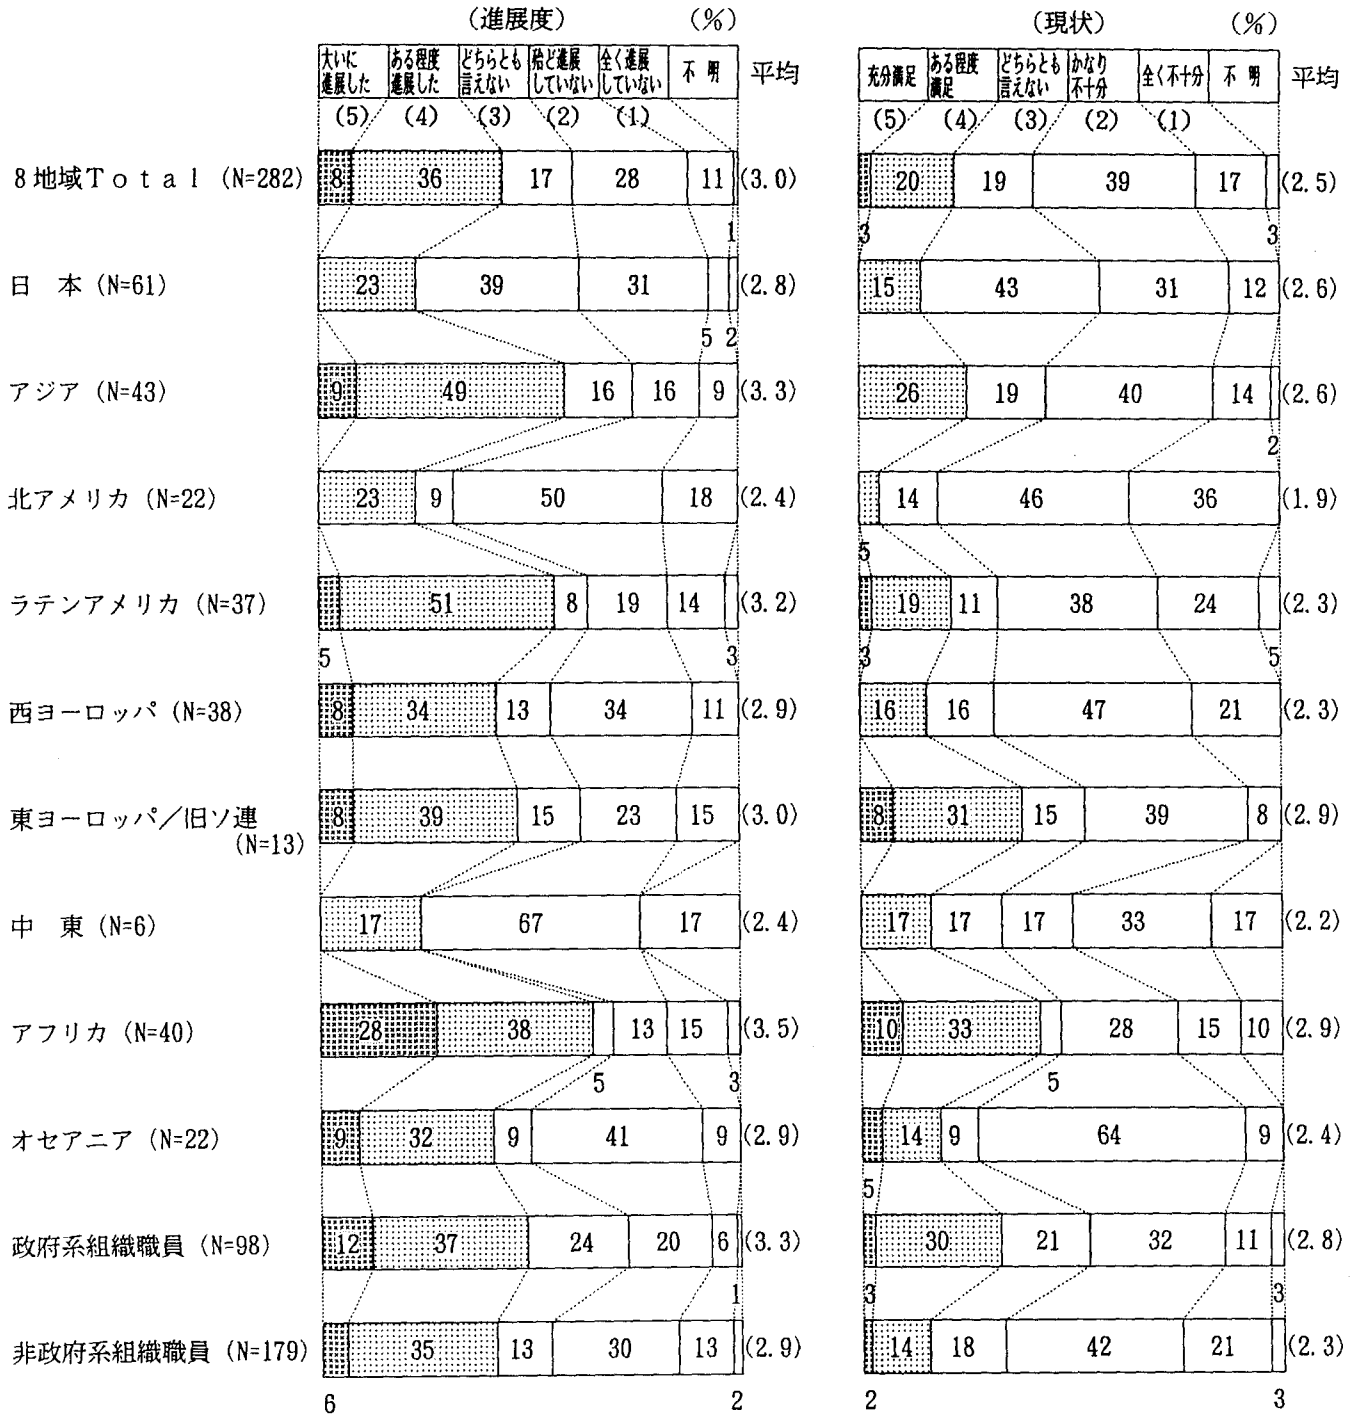 (進展度) (%) (現状) (%)
大いに進展した ある程度進展した どちらとも言えない 殆ど進展していない 全く進展していない 不明 平均 充分満足 ある程度満足 どちらとも言えない かなり不十分 全く不十分 不明 平均
(5) (4) (3) (2) (1) (5) (4) (3) (2) (1)
8地域Total (N=282) 8 36 17 28 11 (3.0) 20 19 39 17 (2.5)
1 3 3
日本 (N=61) 23 39 31 (2.8) 15 43 31 12 (2.6)
5 2
アジア (N=43) 9 49 16 16 9 (3.3) 26 19 40 14 (2.6)
2
北アメリカ (N=22) 23 9 50 18 (2.4) 14 46 36 (1.9)
5
ラテンアメリカ (N=37) 51 8 19 14 (3.2) 19 11 38 24 (2.3)
5 3 3 5
西ヨーロッパ (N=38) 8 34 13 34 11 (2.9) 16 16 47 21 (2.3)
東ヨーロッパ/旧ソ連 8 39 15 23 15 (3.0) 8 31 15 39 8 (2.9)
(N=13)
中東 (N=6) 17 67 17 (2.4) 17 17 17 33 17 (2.2)
アフリカ (N=40) 28 38 13 15 (3.5) 10 33 28 15 10 (2.9)
5 3 5
オセアニア (N=22) 9 32 9 41 9 (2.9) 14 9 64 9 (2.4)
5
政府系組織職員 (N=98) 12 37 24 20 6 (3.3) 30 21 32 11 (2.8)
1 3 3
非政府系組織職員 (N=179) 35 13 30 13 (2.9) 14 18 42 21 (2.3)
6 2 2 3